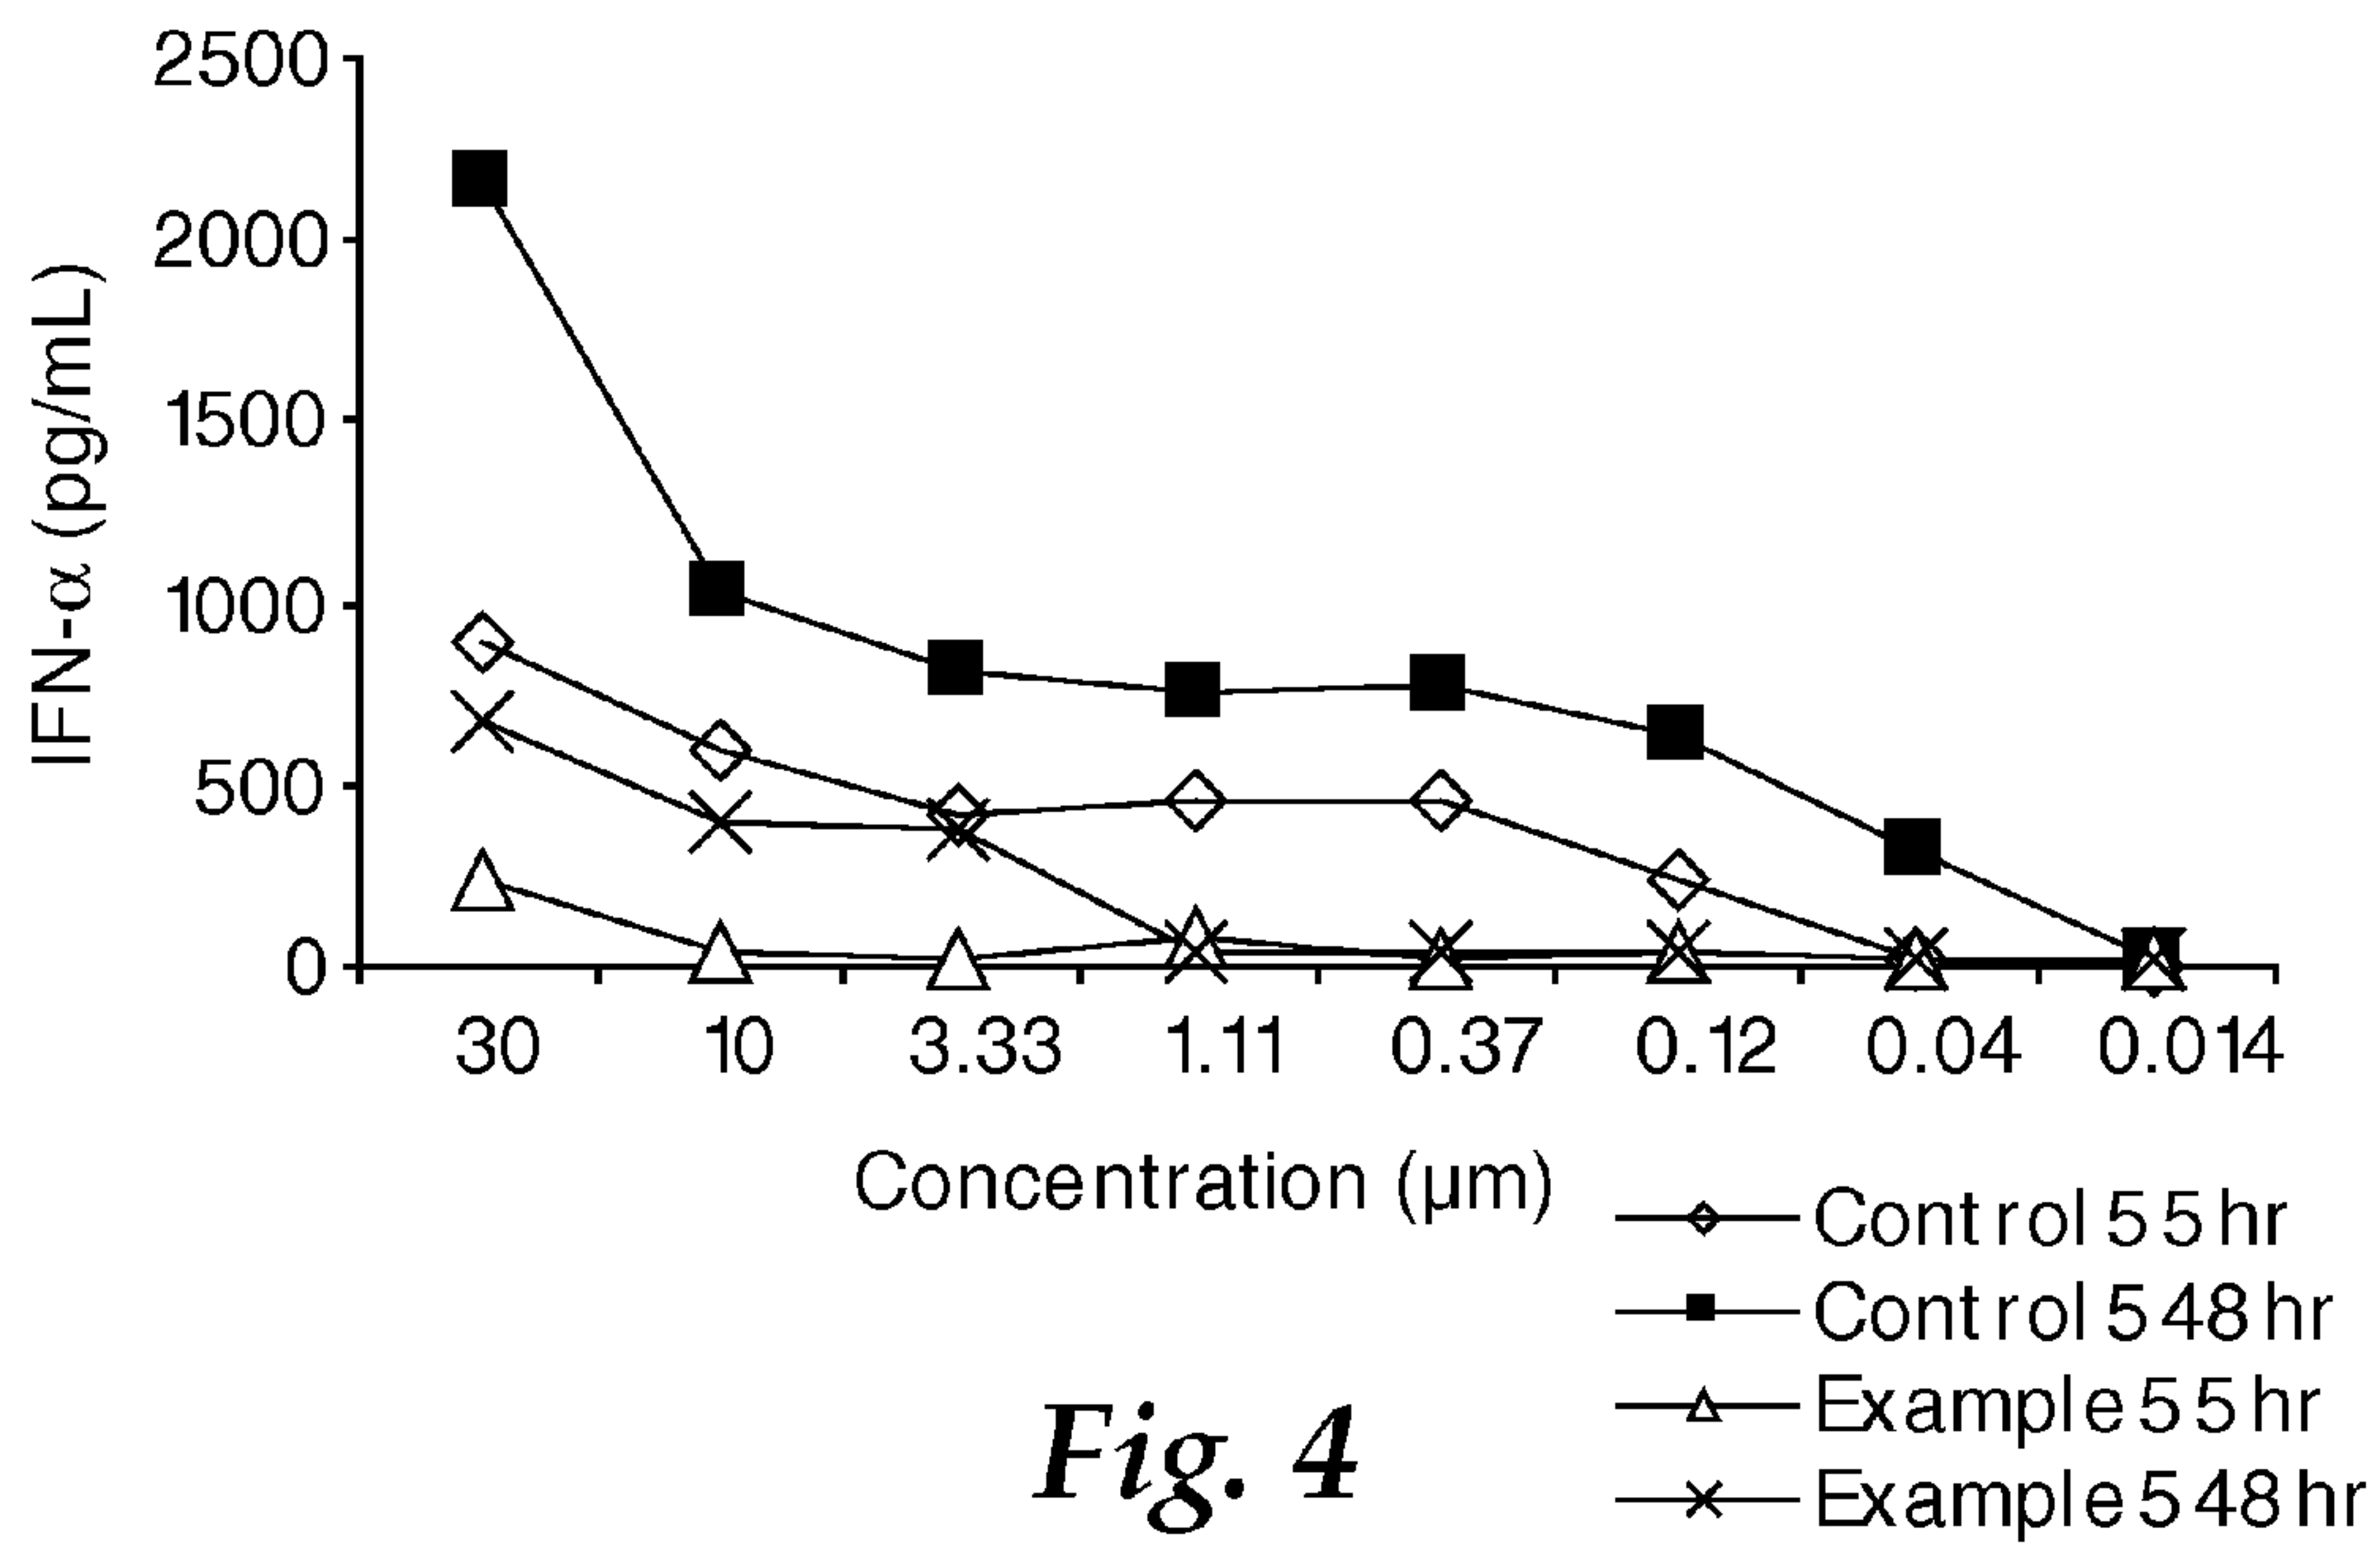 IFN-α (pg/mL)
2500
2000
1500
1000
500
0
30 10 3.33 1.11 0.37 0.12 0.04 0.014
Concentration (µm)
Control 5 5 hr
Control 5 48 hr
Example 5 5 hr
Example 5 48 hr
Fig. 4